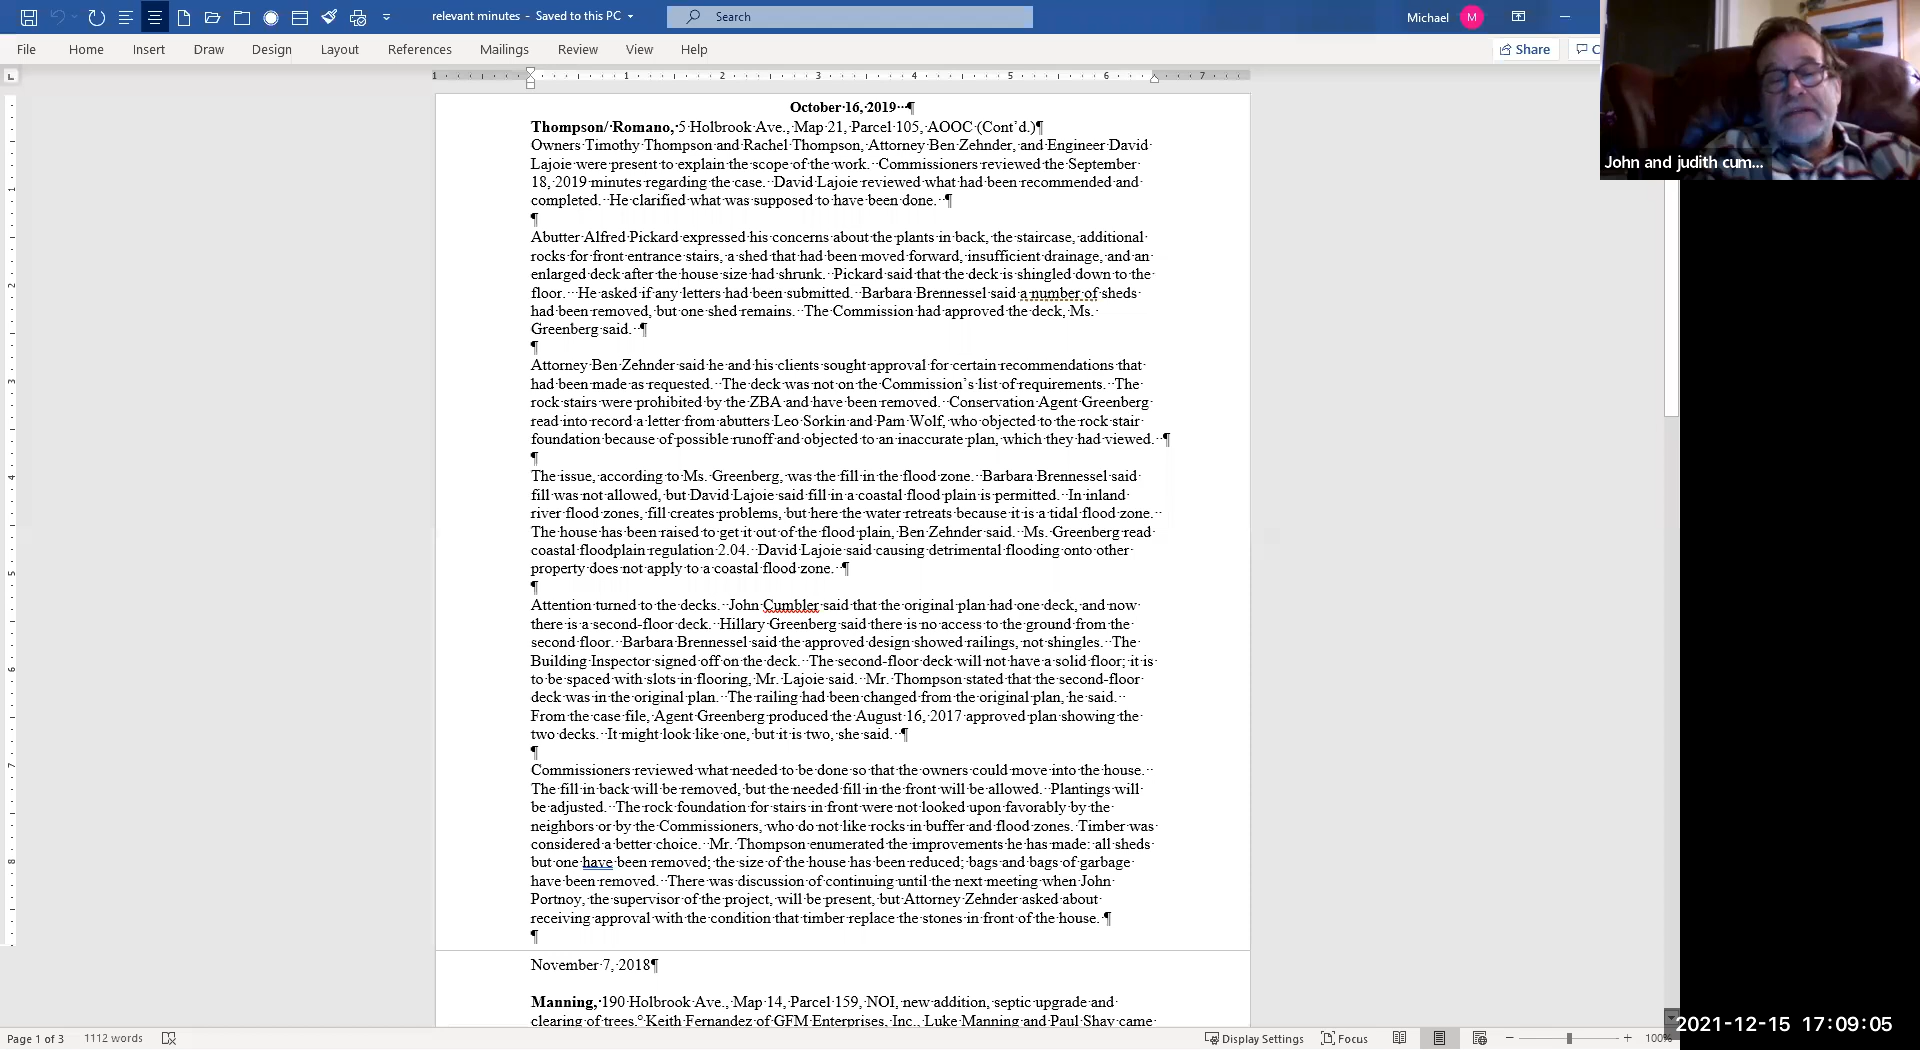 relevant minutes - Saved to this PC
Search
Michael
M
File Home Insert Draw Design Layout References Mailings Review View Help
Share
C
1 1 2 3 4 5 6 7
John and judith cum...
October 16, 2019 ¶
Thompson/ Romano, 5 Holbrook Ave., Map 21, Parcel 105, AOOC (Cont'd.)¶
Owners Timothy Thompson and Rachel Thompson, Attorney Ben Zehnder, and Engineer David
Lajoie were present to explain the scope of the work. Commissioners reviewed the September
18, 2019 minutes regarding the case. David Lajoie reviewed what had been recommended and
completed. He clarified what was supposed to have been done. ¶
¶
Abutter Alfred Pickard expressed his concerns about the plants in back, the staircase, additional
rocks for front entrance stairs, a shed that had been moved forward, insufficient drainage, and an
enlarged deck after the house size had shrunk. Pickard said that the deck is shingled down to the
floor. He asked if any letters had been submitted. Barbara Brennessel said a number of sheds
had been removed, but one shed remains. The Commission had approved the deck, Ms.
Greenberg said. ¶
¶
Attorney Ben Zehnder said he and his clients sought approval for certain recommendations that
had been made as requested. The deck was not on the Commission's list of requirements. The
rock stairs were prohibited by the ZBA and have been removed. Conservation Agent Greenberg
read into record a letter from abutters Leo Sorkin and Pam Wolf, who objected to the rock stair
foundation because of possible runoff and objected to an inaccurate plan, which they had viewed. ¶
¶
The issue, according to Ms. Greenberg, was the fill in the flood zone. Barbara Brennessel said
fill was not allowed, but David Lajoie said fill in a coastal flood plain is permitted. In inland
river flood zones, fill creates problems, but here the water retreats because it is a tidal flood zone.
The house has been raised to get it out of the flood plain, Ben Zehnder said. Ms. Greenberg read
coastal floodplain regulation 2.04. David Lajoie said causing detrimental flooding onto other
property does not apply to a coastal flood zone. ¶
¶
Attention turned to the decks. John Cumbler said that the original plan had one deck, and now
there is a second-floor deck. Hillary Greenberg said there is no access to the ground from the
second floor. Barbara Brennessel said the approved design showed railings, not shingles. The
Building Inspector signed off on the deck. The second-floor deck will not have a solid floor; it is
to be spaced with slots in flooring, Mr. Lajoie said. Mr. Thompson stated that the second-floor
deck was in the original plan. The railing had been changed from the original plan, he said.
From the case file, Agent Greenberg produced the August 16, 2017 approved plan showing the
two decks. It might look like one, but it is two, she said. ¶
¶
Commissioners reviewed what needed to be done so that the owners could move into the house.
The fill in back will be removed, but the needed fill in the front will be allowed. Plantings will
be adjusted. The rock foundation for stairs in front were not looked upon favorably by the
neighbors or by the Commissioners, who do not like rocks in buffer and flood zones. Timber was
considered a better choice. Mr. Thompson enumerated the improvements he has made: all sheds
but one have been removed; the size of the house has been reduced; bags and bags of garbage
have been removed. There was discussion of continuing until the next meeting when John
Portnoy, the supervisor of the project, will be present, but Attorney Zehnder asked about
receiving approval with the condition that timber replace the stones in front of the house. ¶
¶
November 7, 2018¶
Manning, 190 Holbrook Ave., Map 14, Parcel 159, NOI, new addition, septic upgrade and
clearing of trees.° Keith Fernandez of GFM Enterprises, Inc., Luke Manning and Paul Shay came
Page 1 of 3 1112 words
Display Settings Focus
100%
2021-12-15 17:09:05